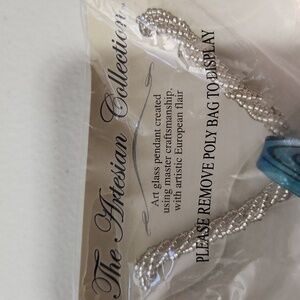 The Artesian Collection
Art glass pendant created
using master craftsmanship,
with artistic European flair
PLEASE REMOVE POLY BAG TO DISPLAY